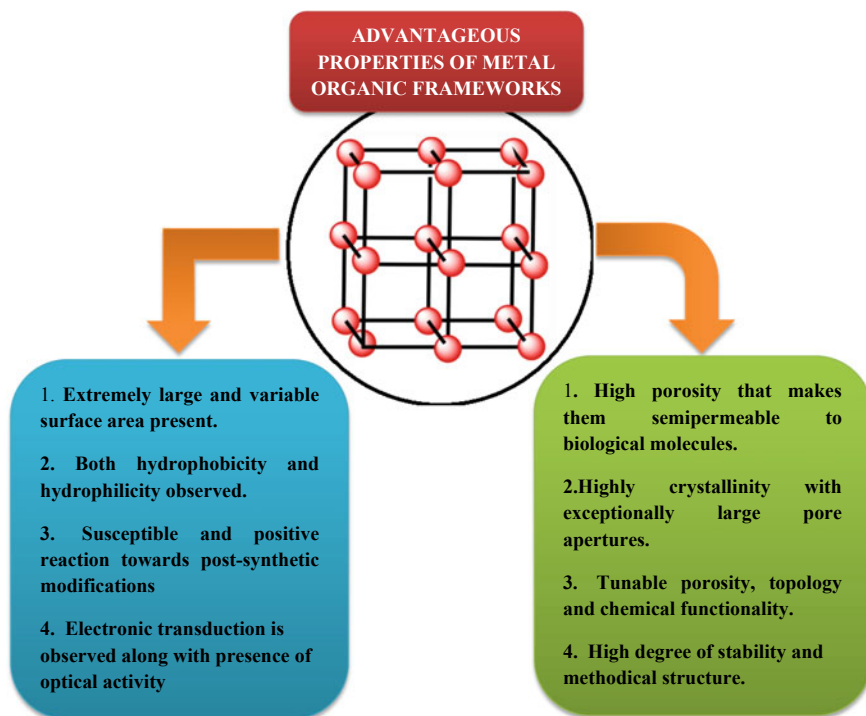 ADVANTAGEOUS
PROPERTIES OF METAL
ORGANIC FRAMEWORKS
1. Extremely large and variable
surface area present.
2. Both hydrophobicity and
hydrophilicity observed.
3. Susceptible and positive
reaction towards post-synthetic
modifications
4. Electronic transduction is
observed along with presence of
optical activity
1. High porosity that makes
them semipermeable to
biological molecules.
2.Highly crystallinity with
exceptionally large pore
apertures.
3. Tunable porosity, topology
and chemical functionality.
4. High degree of stability and
methodical structure.